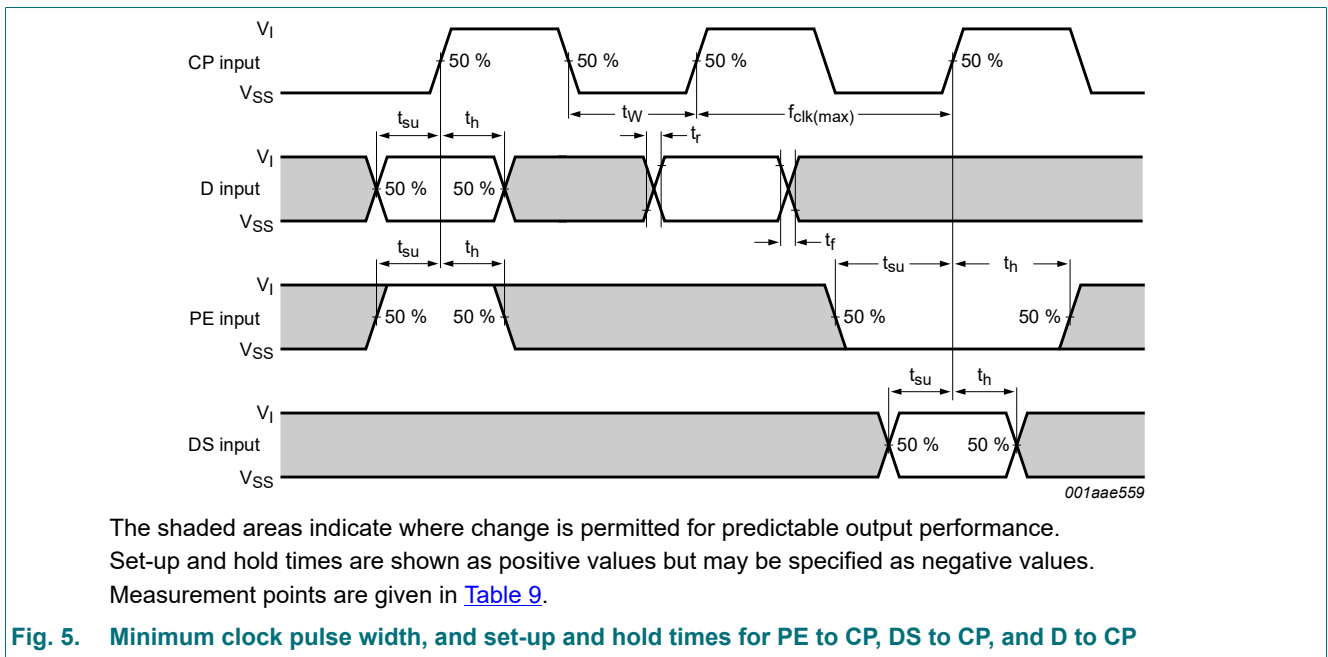 V_I
CP input
V_SS
50 % 50 % 50 % 50 %
t_su t_h t_W f_clk(max)
t_r
V_I
D input
V_SS
50 % 50 %
t_f
t_su t_h t_su t_h
V_I
PE input
V_SS
50 % 50 % 50 % 50 %
t_su t_h
V_I
DS input
V_SS
50 % 50 %
001aae559
The shaded areas indicate where change is permitted for predictable output performance.
Set-up and hold times are shown as positive values but may be specified as negative values.
Measurement points are given in Table 9.
Fig. 5. Minimum clock pulse width, and set-up and hold times for PE to CP, DS to CP, and D to CP